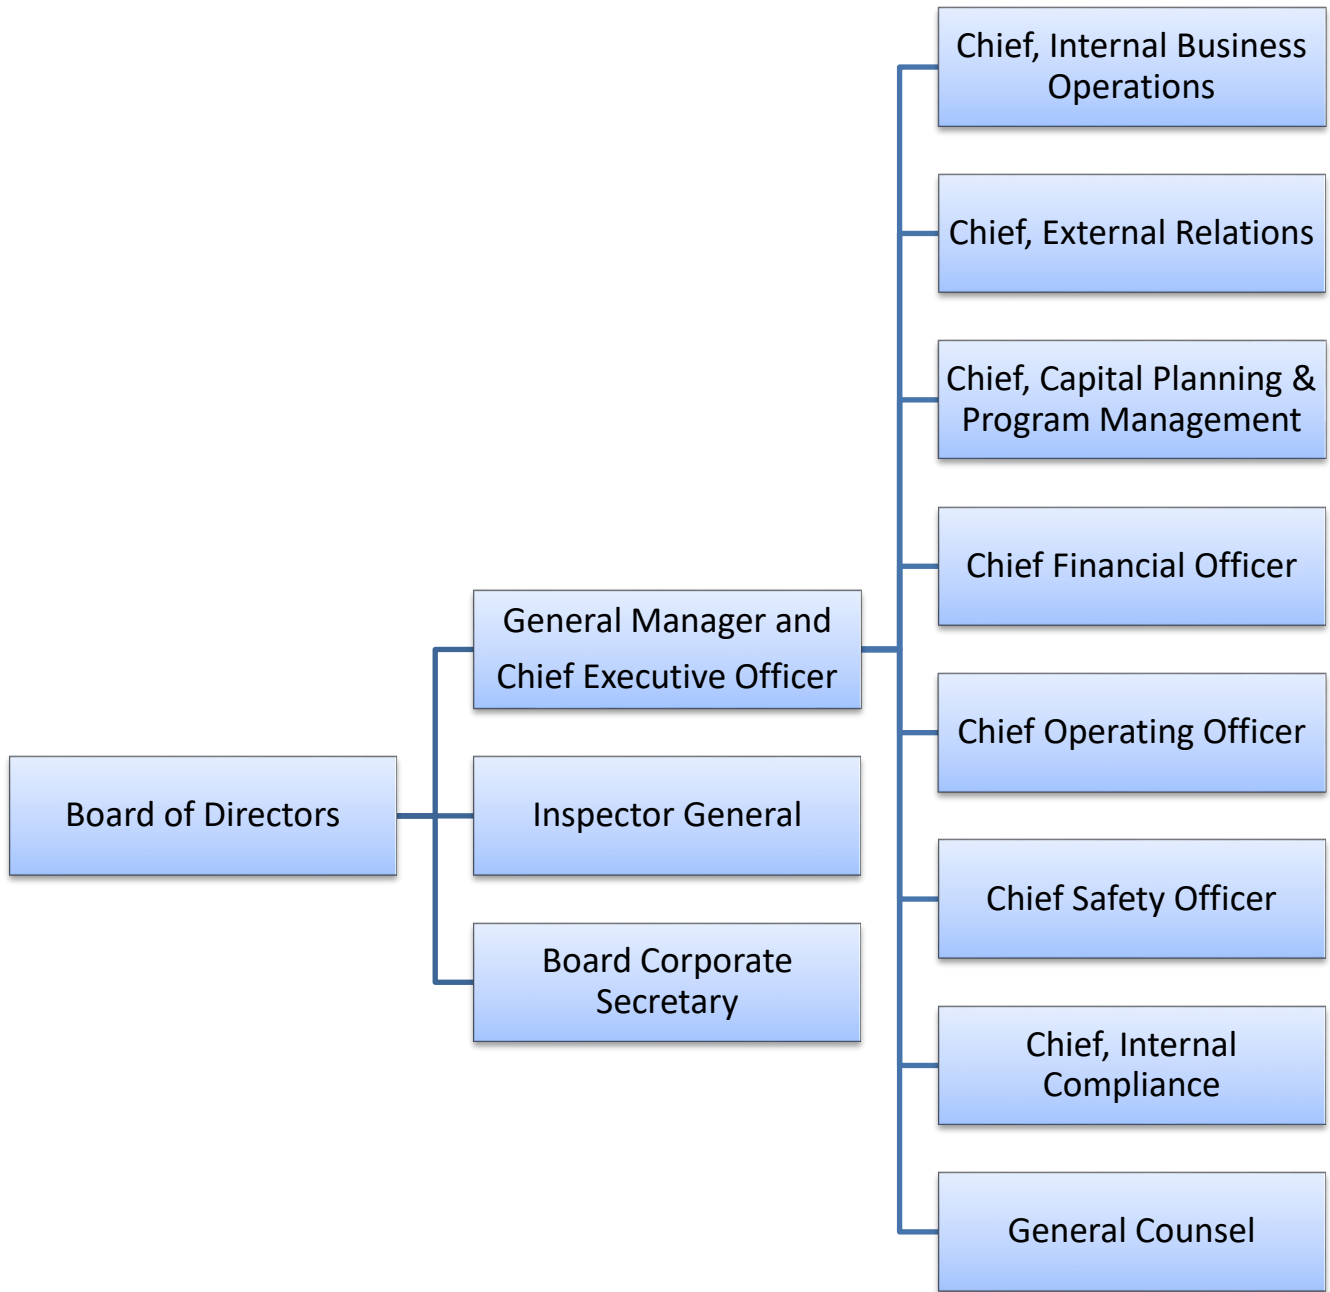 Chief, Internal Business
Operations
Chief, External Relations
Chief, Capital Planning &
Program Management
Chief Financial Officer
General Manager and
Chief Executive Officer
Chief Operating Officer
Board of Directors
Inspector General
Chief Safety Officer
Board Corporate
Secretary
Chief, Internal
Compliance
General Counsel